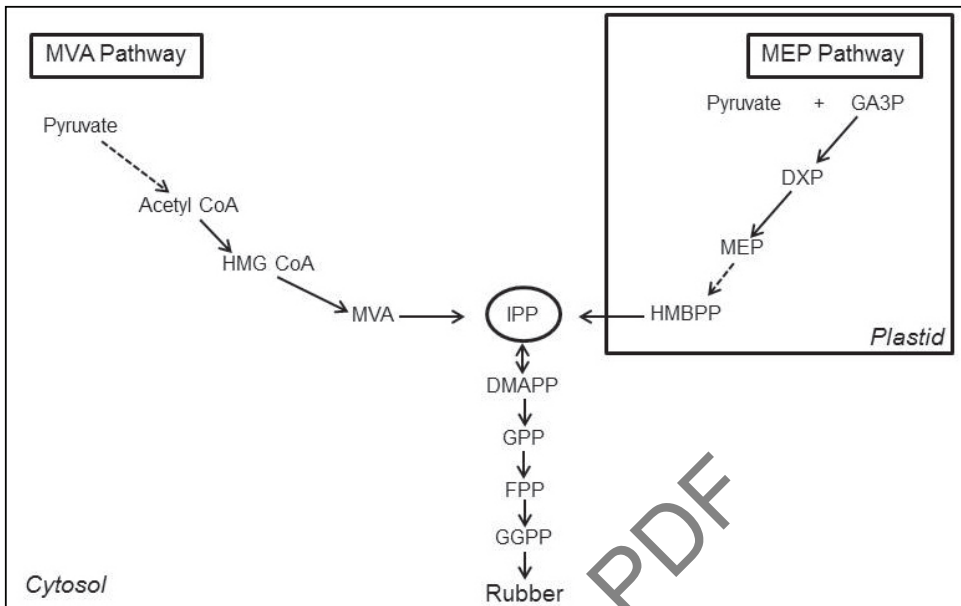 MVA Pathway
MEP Pathway
Pyruvate + GA3P
Pyruvate
DXP
Acetyl CoA
MEP
HMG CoA
MVA
IPP
HMBPP
Plastid
DMAPP
GPP
FPP
GGPP
Rubber
Cytosol
PDF